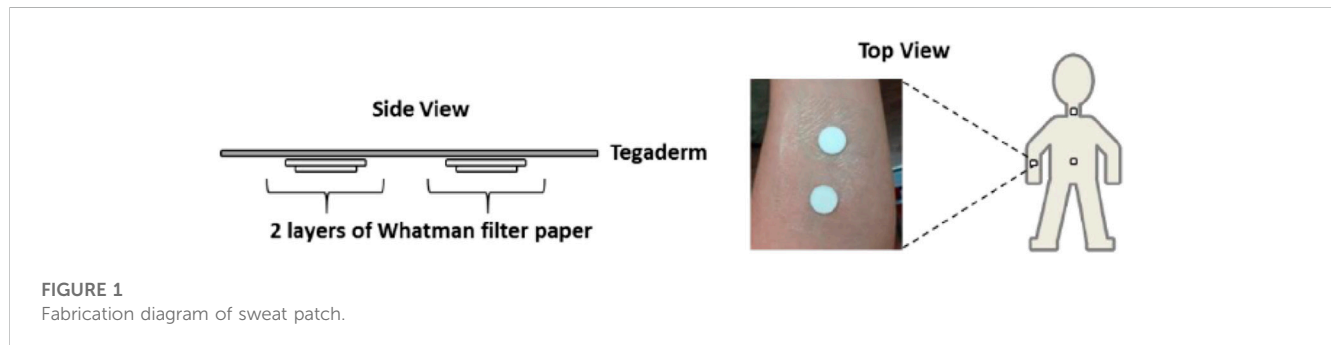 Side View
Tegaderm
2 layers of Whatman filter paper
Top View
FIGURE 1
Fabrication diagram of sweat patch.